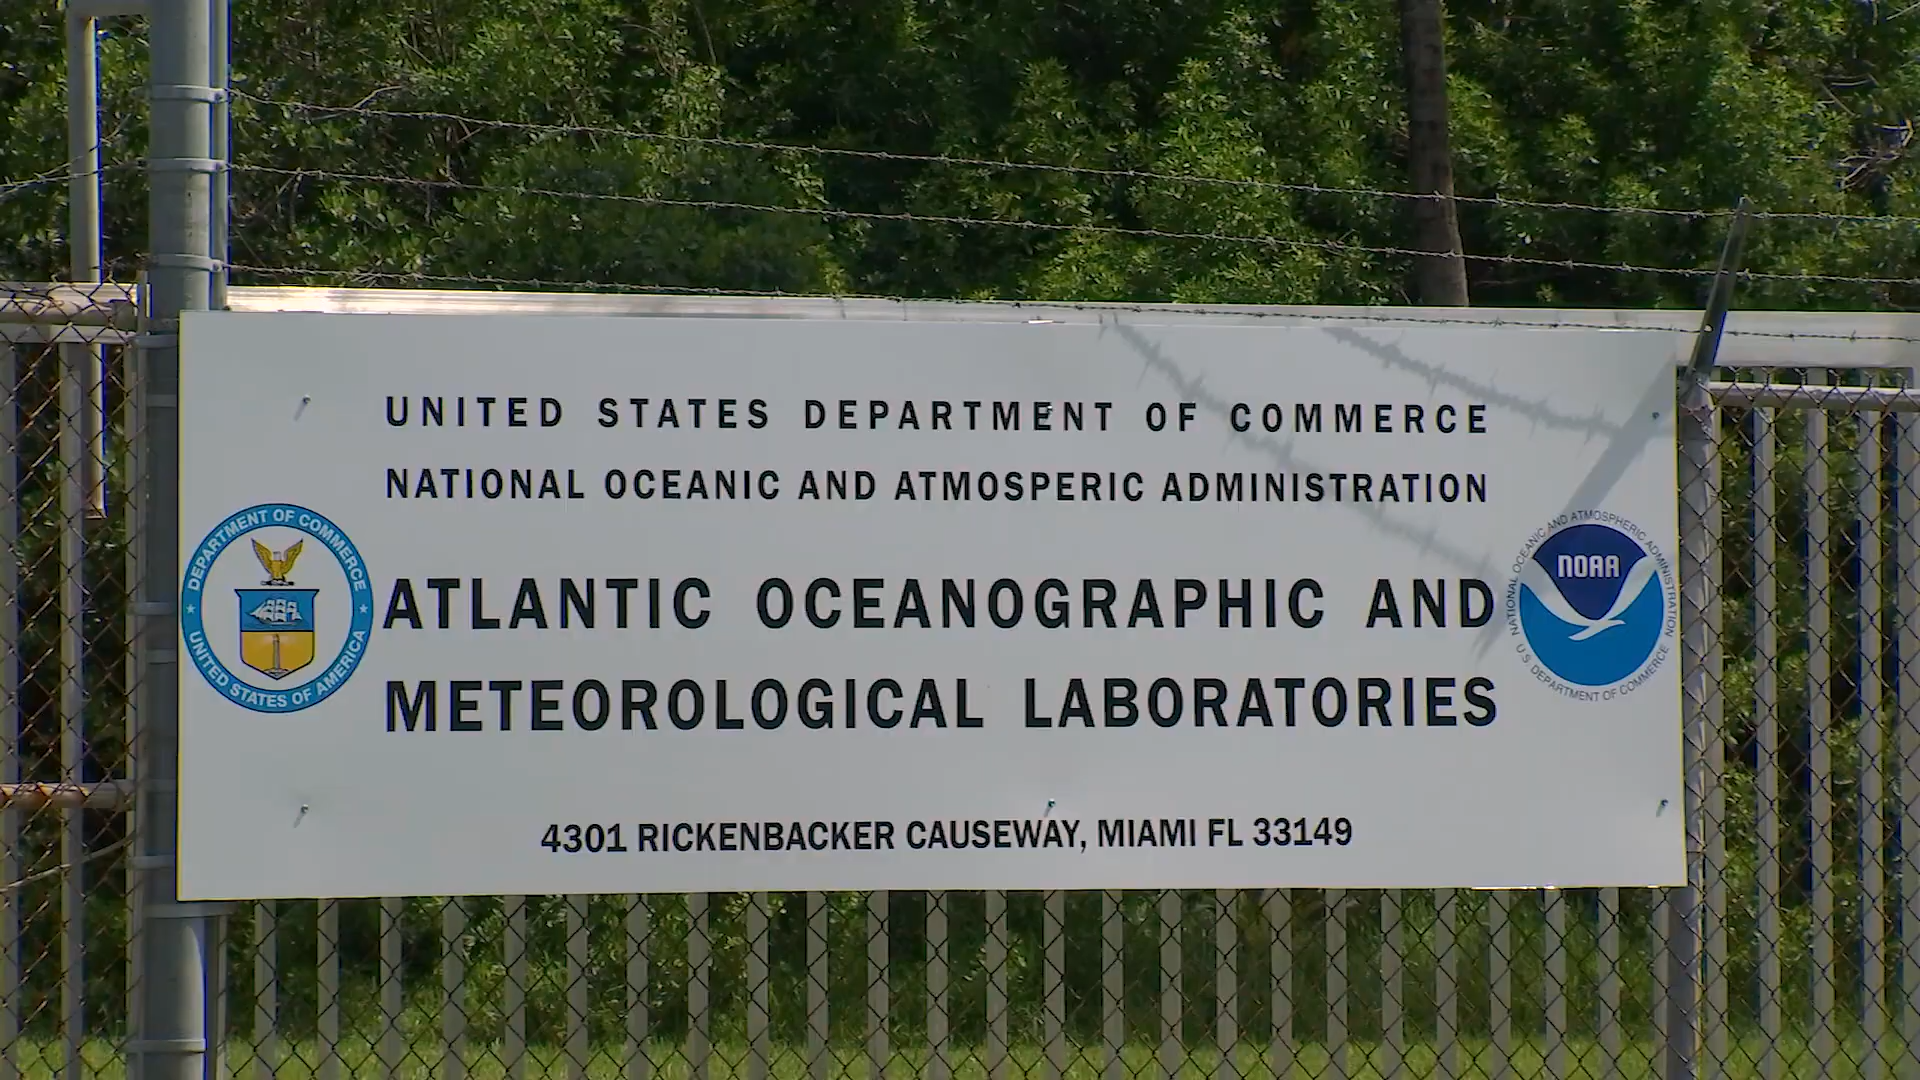 UNITED STATES DEPARTMENT OF COMMERCE
NATIONAL OCEANIC AND ATMOSPERIC ADMINISTRATION
DEPARTMENT OF COMMERCE
UNITED STATES OF AMERICA
ATLANTIC OCEANOGRAPHIC AND
METEOROLOGICAL LABORATORIES
NATIONAL OCEANIC AND ATMOSPHERIC ADMINISTRATION
NOAA
U.S. DEPARTMENT OF COMMERCE
4301 RICKENBACKER CAUSEWAY, MIAMI FL 33149